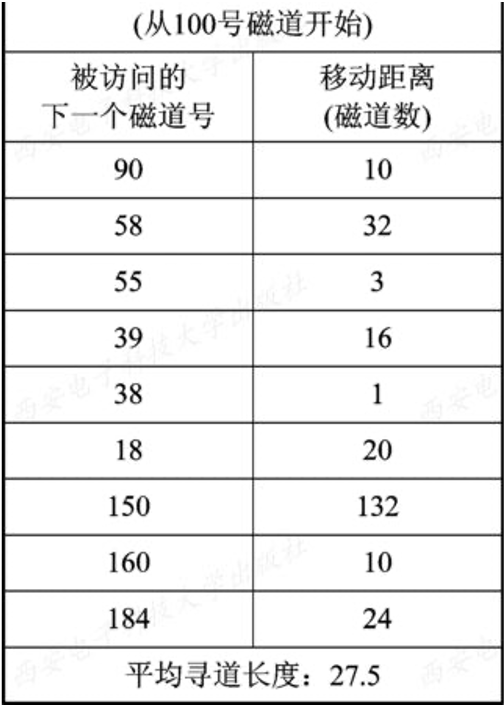 (从100号磁道开始)
被访问的
下一个磁道号
移动距离
(磁道数)
90 10
58 32
55 3
39 16
38 1
18 20
150 132
160 10
184 24
平均寻道长度：27.5
西安电子科技大学出版社